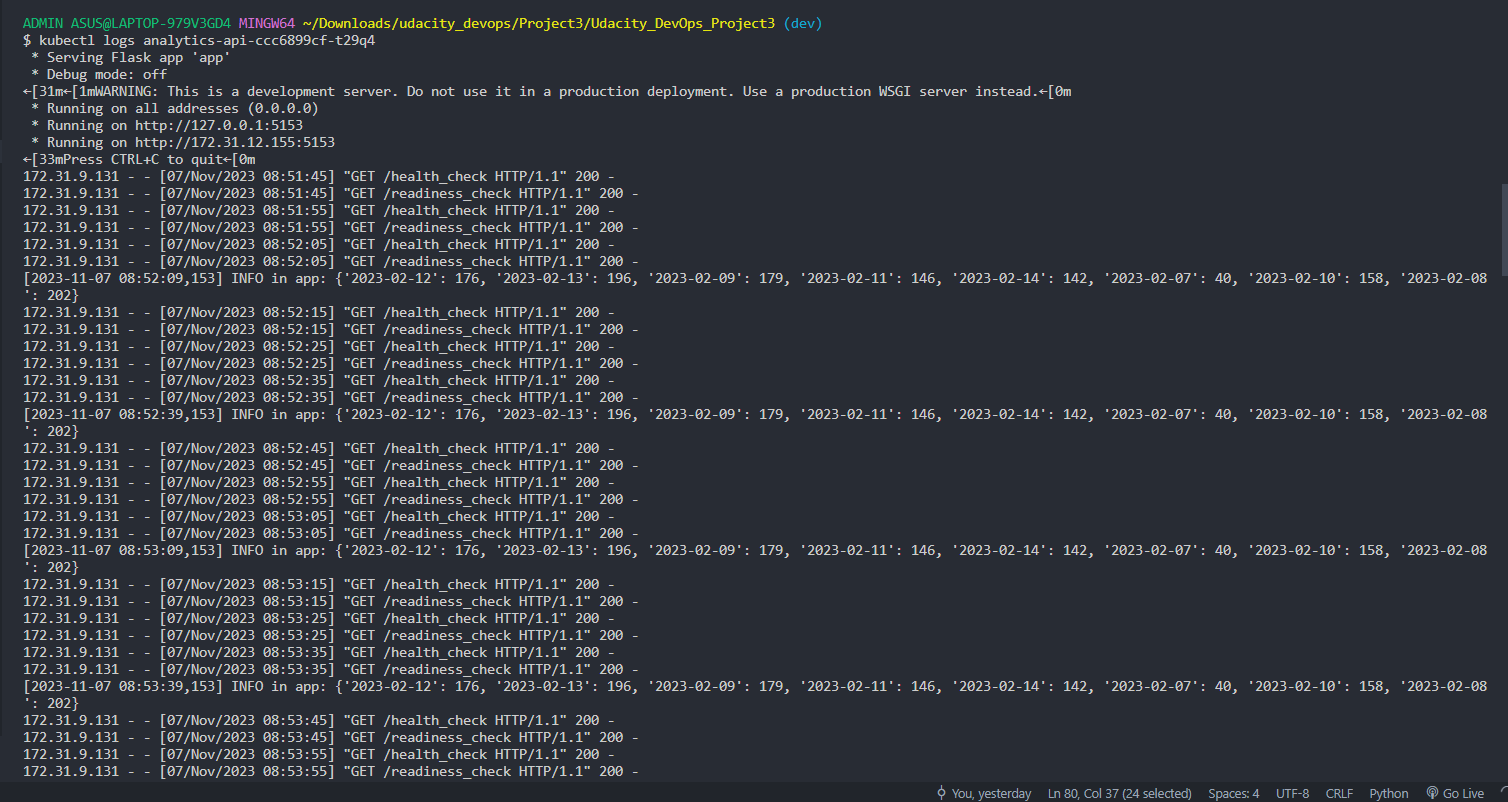 ADMIN ASUS@LAPTOP-979V3GD4 MINGW64 ~/Downloads/udacity_devops/Project3/Udacity_DevOps_Project3 (dev)
$ kubectl logs analytics-api-ccc6899cf-t29q4
 * Serving Flask app 'app'
 * Debug mode: off
←[31m←[1mWARNING: This is a development server. Do not use it in a production deployment. Use a production WSGI server instead.←[0m
 * Running on all addresses (0.0.0.0)
 * Running on http://127.0.0.1:5153
 * Running on http://172.31.12.155:5153
←[33mPress CTRL+C to quit←[0m
172.31.9.131 - - [07/Nov/2023 08:51:45] "GET /health_check HTTP/1.1" 200 -
172.31.9.131 - - [07/Nov/2023 08:51:45] "GET /readiness_check HTTP/1.1" 200 -
172.31.9.131 - - [07/Nov/2023 08:51:55] "GET /health_check HTTP/1.1" 200 -
172.31.9.131 - - [07/Nov/2023 08:51:55] "GET /readiness_check HTTP/1.1" 200 -
172.31.9.131 - - [07/Nov/2023 08:52:05] "GET /health_check HTTP/1.1" 200 -
172.31.9.131 - - [07/Nov/2023 08:52:05] "GET /readiness_check HTTP/1.1" 200 -
[2023-11-07 08:52:09,153] INFO in app: {'2023-02-12': 176, '2023-02-13': 196, '2023-02-09': 179, '2023-02-11': 146, '2023-02-14': 142, '2023-02-07': 40, '2023-02-10': 158, '2023-02-08
': 202}
172.31.9.131 - - [07/Nov/2023 08:52:15] "GET /health_check HTTP/1.1" 200 -
172.31.9.131 - - [07/Nov/2023 08:52:15] "GET /readiness_check HTTP/1.1" 200 -
172.31.9.131 - - [07/Nov/2023 08:52:25] "GET /health_check HTTP/1.1" 200 -
172.31.9.131 - - [07/Nov/2023 08:52:25] "GET /readiness_check HTTP/1.1" 200 -
172.31.9.131 - - [07/Nov/2023 08:52:35] "GET /health_check HTTP/1.1" 200 -
172.31.9.131 - - [07/Nov/2023 08:52:35] "GET /readiness_check HTTP/1.1" 200 -
[2023-11-07 08:52:39,153] INFO in app: {'2023-02-12': 176, '2023-02-13': 196, '2023-02-09': 179, '2023-02-11': 146, '2023-02-14': 142, '2023-02-07': 40, '2023-02-10': 158, '2023-02-08
': 202}
172.31.9.131 - - [07/Nov/2023 08:52:45] "GET /health_check HTTP/1.1" 200 -
172.31.9.131 - - [07/Nov/2023 08:52:45] "GET /readiness_check HTTP/1.1" 200 -
172.31.9.131 - - [07/Nov/2023 08:52:55] "GET /health_check HTTP/1.1" 200 -
172.31.9.131 - - [07/Nov/2023 08:52:55] "GET /readiness_check HTTP/1.1" 200 -
172.31.9.131 - - [07/Nov/2023 08:53:05] "GET /health_check HTTP/1.1" 200 -
172.31.9.131 - - [07/Nov/2023 08:53:05] "GET /readiness_check HTTP/1.1" 200 -
[2023-11-07 08:53:09,153] INFO in app: {'2023-02-12': 176, '2023-02-13': 196, '2023-02-09': 179, '2023-02-11': 146, '2023-02-14': 142, '2023-02-07': 40, '2023-02-10': 158, '2023-02-08
': 202}
172.31.9.131 - - [07/Nov/2023 08:53:15] "GET /health_check HTTP/1.1" 200 -
172.31.9.131 - - [07/Nov/2023 08:53:15] "GET /readiness_check HTTP/1.1" 200 -
172.31.9.131 - - [07/Nov/2023 08:53:25] "GET /health_check HTTP/1.1" 200 -
172.31.9.131 - - [07/Nov/2023 08:53:25] "GET /readiness_check HTTP/1.1" 200 -
172.31.9.131 - - [07/Nov/2023 08:53:35] "GET /health_check HTTP/1.1" 200 -
172.31.9.131 - - [07/Nov/2023 08:53:35] "GET /readiness_check HTTP/1.1" 200 -
[2023-11-07 08:53:39,153] INFO in app: {'2023-02-12': 176, '2023-02-13': 196, '2023-02-09': 179, '2023-02-11': 146, '2023-02-14': 142, '2023-02-07': 40, '2023-02-10': 158, '2023-02-08
': 202}
172.31.9.131 - - [07/Nov/2023 08:53:45] "GET /health_check HTTP/1.1" 200 -
172.31.9.131 - - [07/Nov/2023 08:53:45] "GET /readiness_check HTTP/1.1" 200 -
172.31.9.131 - - [07/Nov/2023 08:53:55] "GET /health_check HTTP/1.1" 200 -
172.31.9.131 - - [07/Nov/2023 08:53:55] "GET /readiness_check HTTP/1.1" 200 -
You, yesterday Ln 80, Col 37 (24 selected) Spaces: 4 UTF-8 CRLF Python Go Live